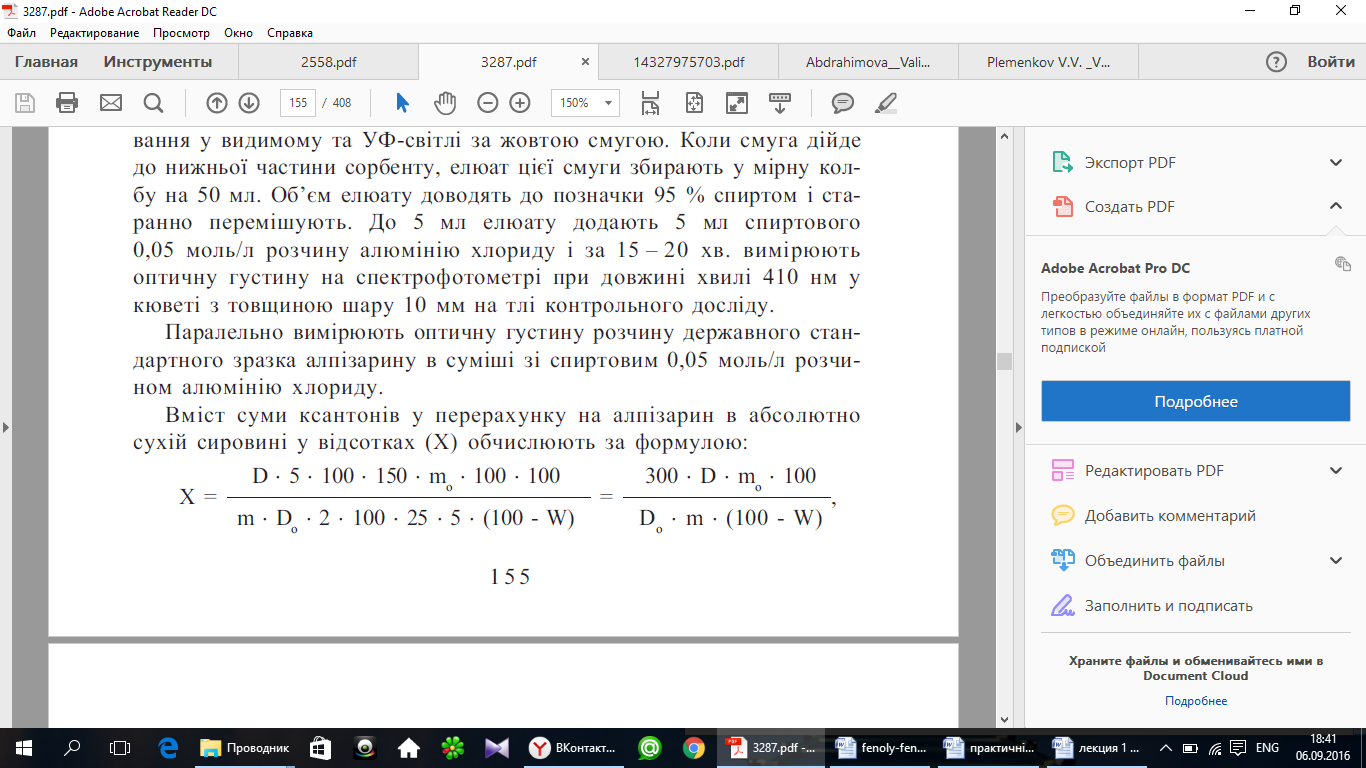 3287.pdf - Adobe Acrobat Reader DC
Файл Редактирование Просмотр Окно Справка
Главная Инструменты 2558.pdf 3287.pdf × 14327975703.pdf Abdrahimova__Vali... Plemenkov V.V. _V... Войти
155 / 408 150%
вання у видимому та УФ-світлі за жовтою смугою. Коли смуга дійде
до нижньої частини сорбенту, елюат цієї смуги збирають у мірну кол-
бу на 50 мл. Об’єм елюату доводять до позначки 95 % спиртом і ста-
ранно перемішують. До 5 мл елюату додають 5 мл спиртового
0,05 моль/л розчину алюмінію хлориду і за 15 – 20 хв. вимірюють
оптичну густину на спектрофотометрі при довжині хвилі 410 нм у
кюветі з товщиною шару 10 мм на тлі контрольного досліду.
Паралельно вимірюють оптичну густину розчину державного стан-
дартного зразка алпізарину в суміші зі спиртовим 0,05 моль/л розчи-
ном алюмінію хлориду.
Вміст суми ксантонів у перерахунку на алпізарин в абсолютно
сухій сировині у відсотках (X) обчислюють за формулою:
X = D · 5 · 100 · 150 · mₒ · 100 · 100 / m · Dₒ · 2 · 100 · 25 · 5 · (100 - W) = 300 · D · mₒ · 100 / Dₒ · m · (100 - W) ,
155
Экспорт PDF
Создать PDF
Adobe Acrobat Pro DC
Преобразуйте файлы в формат PDF и с
легкостью объединяйте их с файлами других
типов в режиме онлайн, пользуясь платной
подпиской
Подробнее
Редактировать PDF
Добавить комментарий
Объединить файлы
Заполнить и подписать
Храните файлы и обменивайтесь ими в
Document Cloud
Подробнее
Проводник ВКонтакт... 3287.pdf -... fenoly-fen... практичні... лекция 1 ... ENG 18:41
06.09.2016